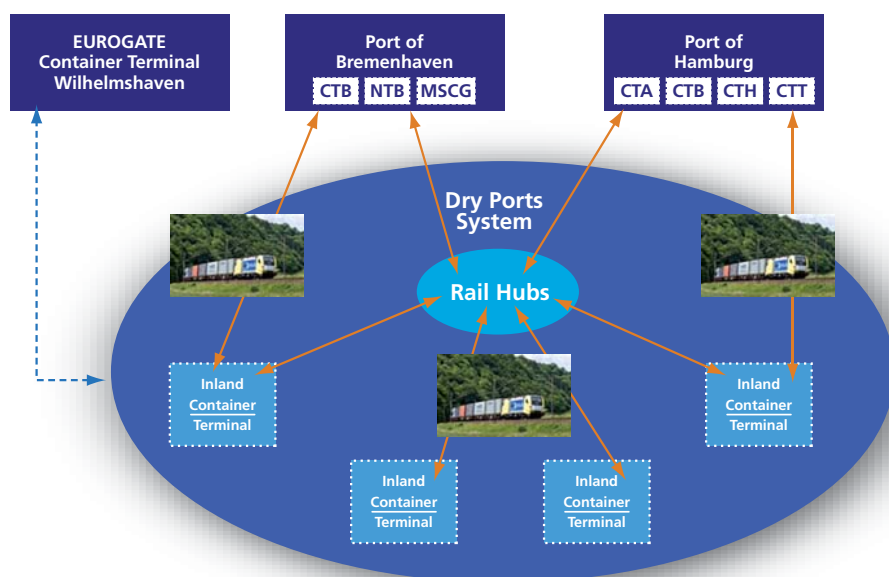 EUROGATE
Container Terminal
Wilhelmshaven
Port of
Bremenhaven
CTB NTB MSCG
Port of
Hamburg
CTA CTB CTH CTT
Dry Ports
System
Rail Hubs
Inland
Container
Terminal
Inland
Container
Terminal
Inland
Container
Terminal
Inland
Container
Terminal